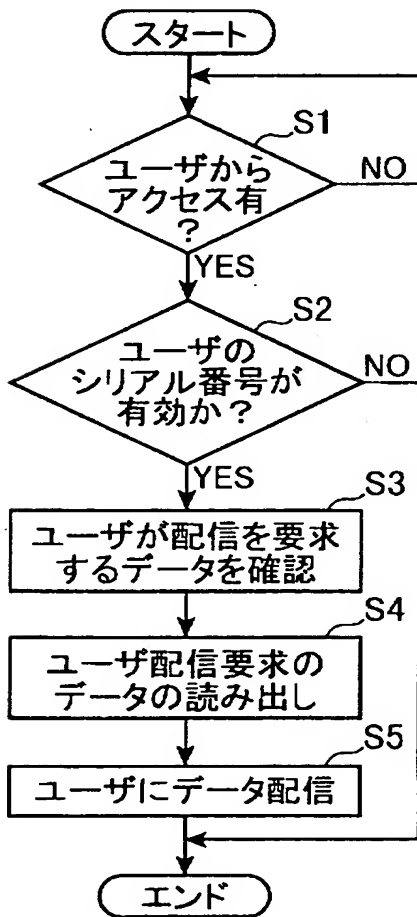 スタート
S1
ユーザから
アクセス有
?
NO
YES
S2
ユーザの
シリアル番号が
有効か?
NO
YES
S3
ユーザが配信を要求
するデータを確認
S4
ユーザ配信要求の
データの読み出し
S5
ユーザにデータ配信
エンド